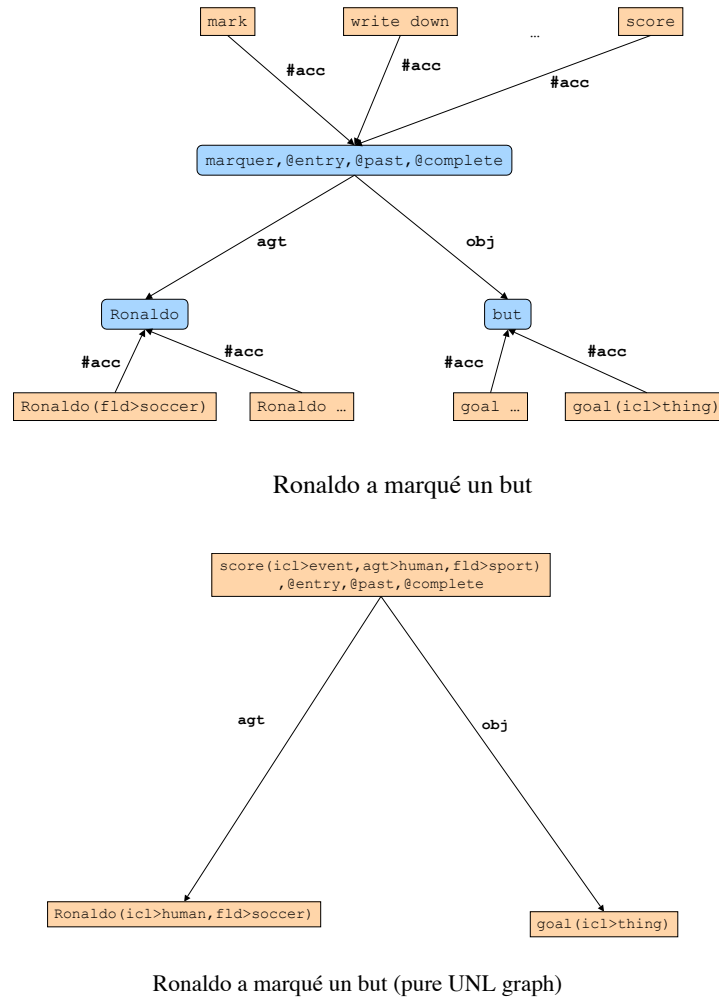 mark
write down
…
score
#acc
#acc
#acc
marquer,@entry,@past,@complete
agt
obj
Ronaldo
but
#acc
#acc
#acc
#acc
Ronaldo(fld>soccer)
Ronaldo …
goal …
goal(icl>thing)
Ronaldo a marqué un but
score(icl>event,agt>human,fld>sport)
,@entry,@past,@complete
agt
obj
Ronaldo(icl>human,fld>soccer)
goal(icl>thing)
Ronaldo a marqué un but (pure UNL graph)